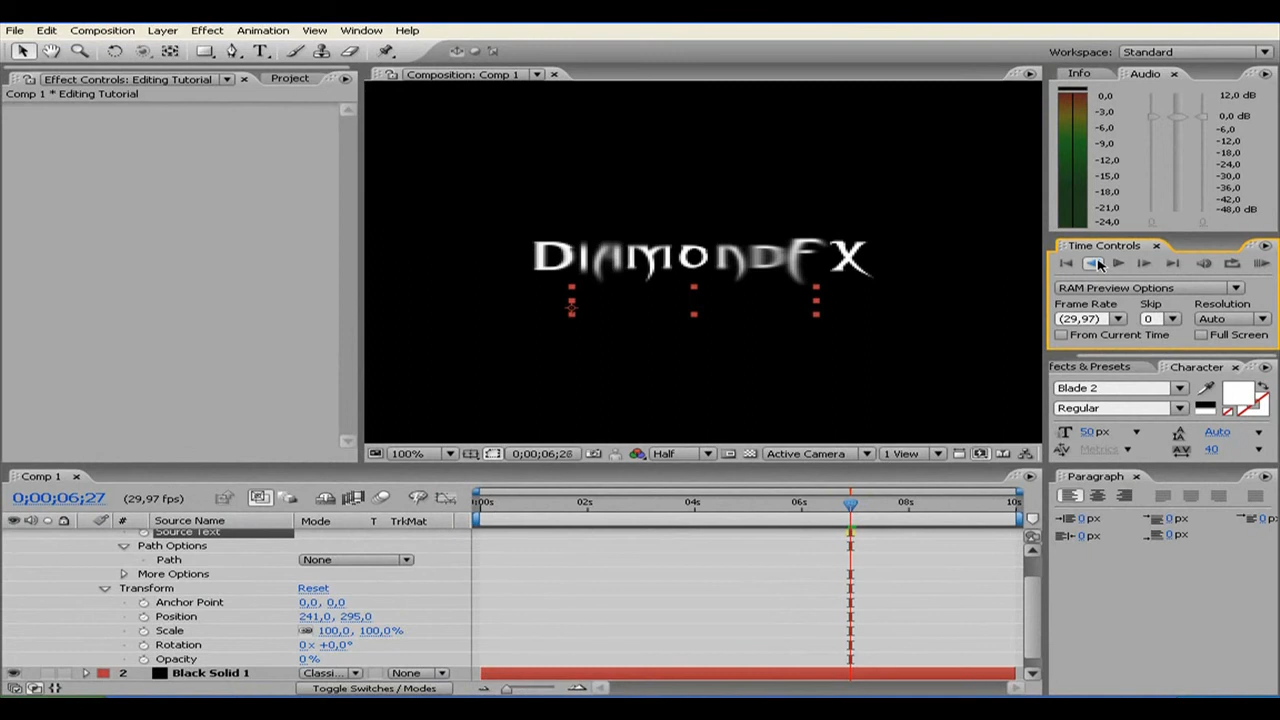 File Edit Composition Layer Effect Animation View Window Help
Workspace: Standard
Effect Controls: Editing Tutorial Project
Comp 1 * Editing Tutorial
Composition: Comp 1
DiamondFX
100% 0;00;06;26 Half Active Camera 1 View
Info Audio
0,0 12,0 dB
-3,0 0,0 dB
-6,0 -6,0
-9,0 -12,0
-12,0 -18,0
-15,0 -24,0
-18,0 -30,0
-21,0 -36,0
-24,0 -42,0
0 0 -48,0 dB
Time Controls
RAM Preview Options
Frame Rate Skip Resolution
(29,97) 0 Auto
From Current Time Full Screen
fects & Presets Character
Blade 2
Regular
50 px Auto
Metrics 40
Paragraph
0 px 0 px 0 p
0 px 0 px
Comp 1
0;00;06;27 (29,97 fps)
:00s 02s 04s 06s 08s 10s
# Source Name Mode T TrkMat
Source Text
Path Options
Path None
More Options
Transform Reset
Anchor Point 0,0, 0,0
Position 241,0, 295,0
Scale 100,0, 100,0%
Rotation 0x +0,0°
Opacity 0%
2 Black Solid 1 Classi... None
Toggle Switches / Modes